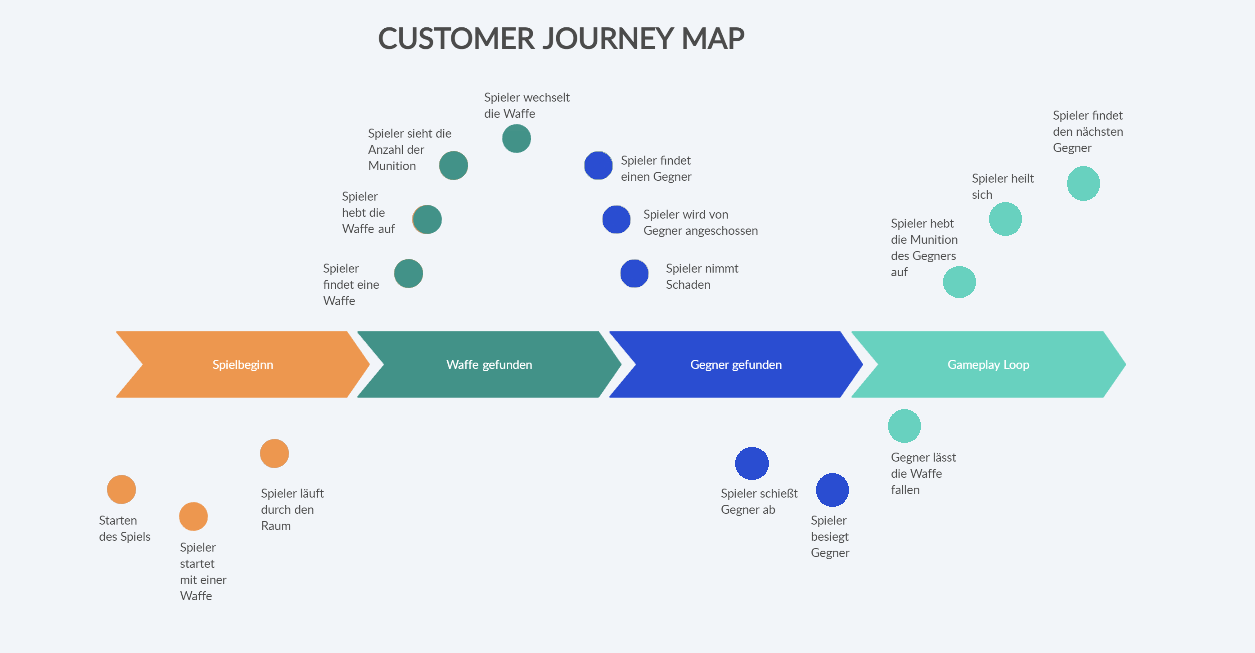 CUSTOMER JOURNEY MAP
Spieler wechselt
die Waffe
Spieler sieht die
Anzahl der
Munition
Spieler
hebt die
Waffe auf
Spieler
findet eine
Waffe
Spieler findet
einen Gegner
Spieler wird von
Gegner angeschossen
Spieler nimmt
Schaden
Spieler findet
den nächsten
Gegner
Spieler heilt
sich
Spieler hebt
die Munition
des Gegners
auf
Spielbeginn
Waffe gefunden
Gegner gefunden
Gameplay Loop
Starten
des Spiels
Spieler
startet
mit einer
Waffe
Spieler läuft
durch den
Raum
Spieler schießt
Gegner ab
Spieler
besiegt
Gegner
Gegner lässt
die Waffe
fallen